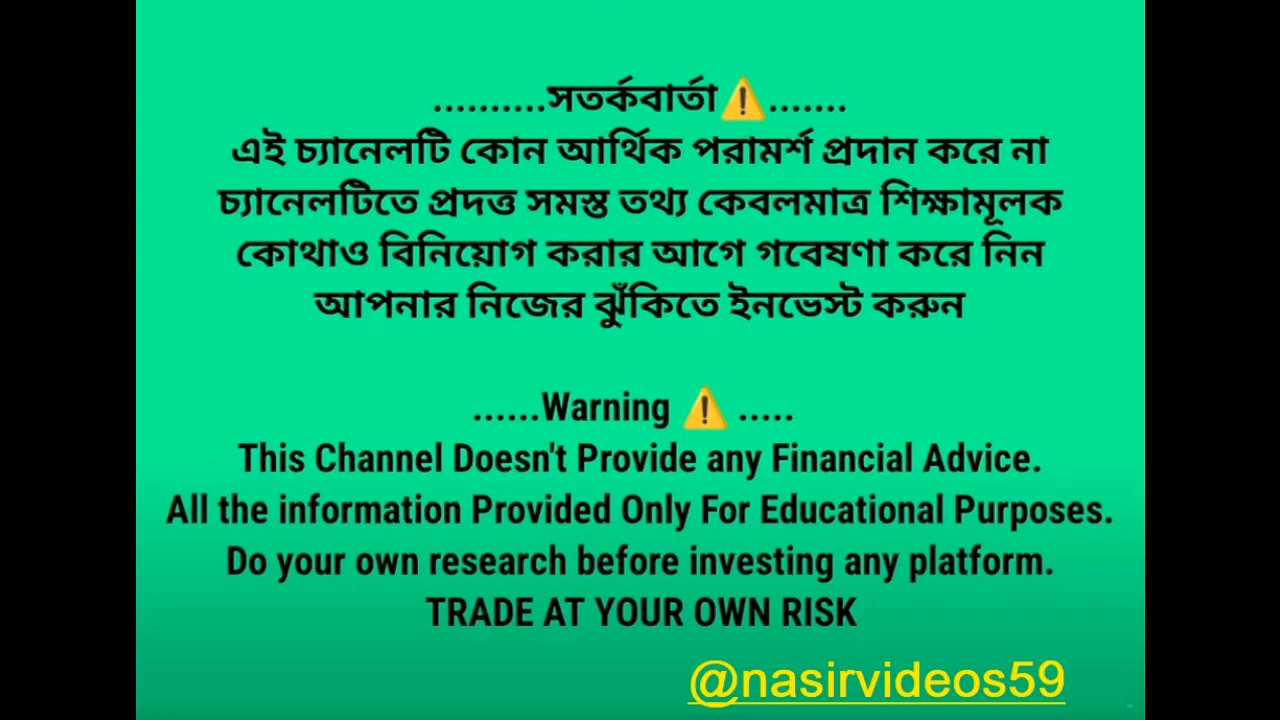 ..........সতর্কবার্তা⚠️.......
এই চ্যানেলটি কোন আর্থিক পরামর্শ প্রদান করে না
চ্যানেলটিতে প্রদত্ত সমস্ত তথ্য কেবলমাত্র শিক্ষামূলক
কোথাও বিনিয়োগ করার আগে গবেষণা করে নিন
আপনার নিজের ঝুঁকিতে ইনভেস্ট করুন
......Warning ⚠️ .....
This Channel Doesn't Provide any Financial Advice.
All the information Provided Only For Educational Purposes.
Do your own research before investing any platform.
TRADE AT YOUR OWN RISK
@nasirvideos59